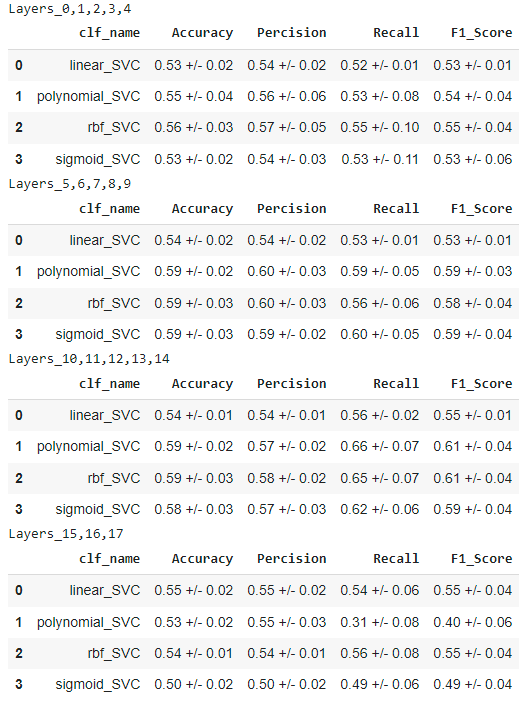 Layers_0,1,2,3,4
clf_name Accuracy Percision Recall F1_Score
0 linear_SVC 0.53 +/- 0.02 0.54 +/- 0.02 0.52 +/- 0.01 0.53 +/- 0.01
1 polynomial_SVC 0.55 +/- 0.04 0.56 +/- 0.06 0.53 +/- 0.08 0.54 +/- 0.04
2 rbf_SVC 0.56 +/- 0.03 0.57 +/- 0.05 0.55 +/- 0.10 0.55 +/- 0.04
3 sigmoid_SVC 0.53 +/- 0.02 0.54 +/- 0.03 0.53 +/- 0.11 0.53 +/- 0.06
Layers_5,6,7,8,9
clf_name Accuracy Percision Recall F1_Score
0 linear_SVC 0.54 +/- 0.02 0.54 +/- 0.02 0.53 +/- 0.01 0.53 +/- 0.01
1 polynomial_SVC 0.59 +/- 0.02 0.60 +/- 0.03 0.59 +/- 0.05 0.59 +/- 0.03
2 rbf_SVC 0.59 +/- 0.03 0.60 +/- 0.03 0.56 +/- 0.06 0.58 +/- 0.04
3 sigmoid_SVC 0.59 +/- 0.03 0.59 +/- 0.02 0.60 +/- 0.05 0.59 +/- 0.04
Layers_10,11,12,13,14
clf_name Accuracy Percision Recall F1_Score
0 linear_SVC 0.54 +/- 0.01 0.54 +/- 0.01 0.56 +/- 0.02 0.55 +/- 0.01
1 polynomial_SVC 0.59 +/- 0.02 0.57 +/- 0.02 0.66 +/- 0.07 0.61 +/- 0.04
2 rbf_SVC 0.59 +/- 0.03 0.58 +/- 0.02 0.65 +/- 0.07 0.61 +/- 0.04
3 sigmoid_SVC 0.58 +/- 0.03 0.57 +/- 0.03 0.62 +/- 0.06 0.59 +/- 0.04
Layers_15,16,17
clf_name Accuracy Percision Recall F1_Score
0 linear_SVC 0.55 +/- 0.02 0.55 +/- 0.02 0.54 +/- 0.06 0.55 +/- 0.04
1 polynomial_SVC 0.53 +/- 0.02 0.55 +/- 0.03 0.31 +/- 0.08 0.40 +/- 0.06
2 rbf_SVC 0.54 +/- 0.01 0.54 +/- 0.01 0.56 +/- 0.08 0.55 +/- 0.04
3 sigmoid_SVC 0.50 +/- 0.02 0.50 +/- 0.02 0.49 +/- 0.06 0.49 +/- 0.04